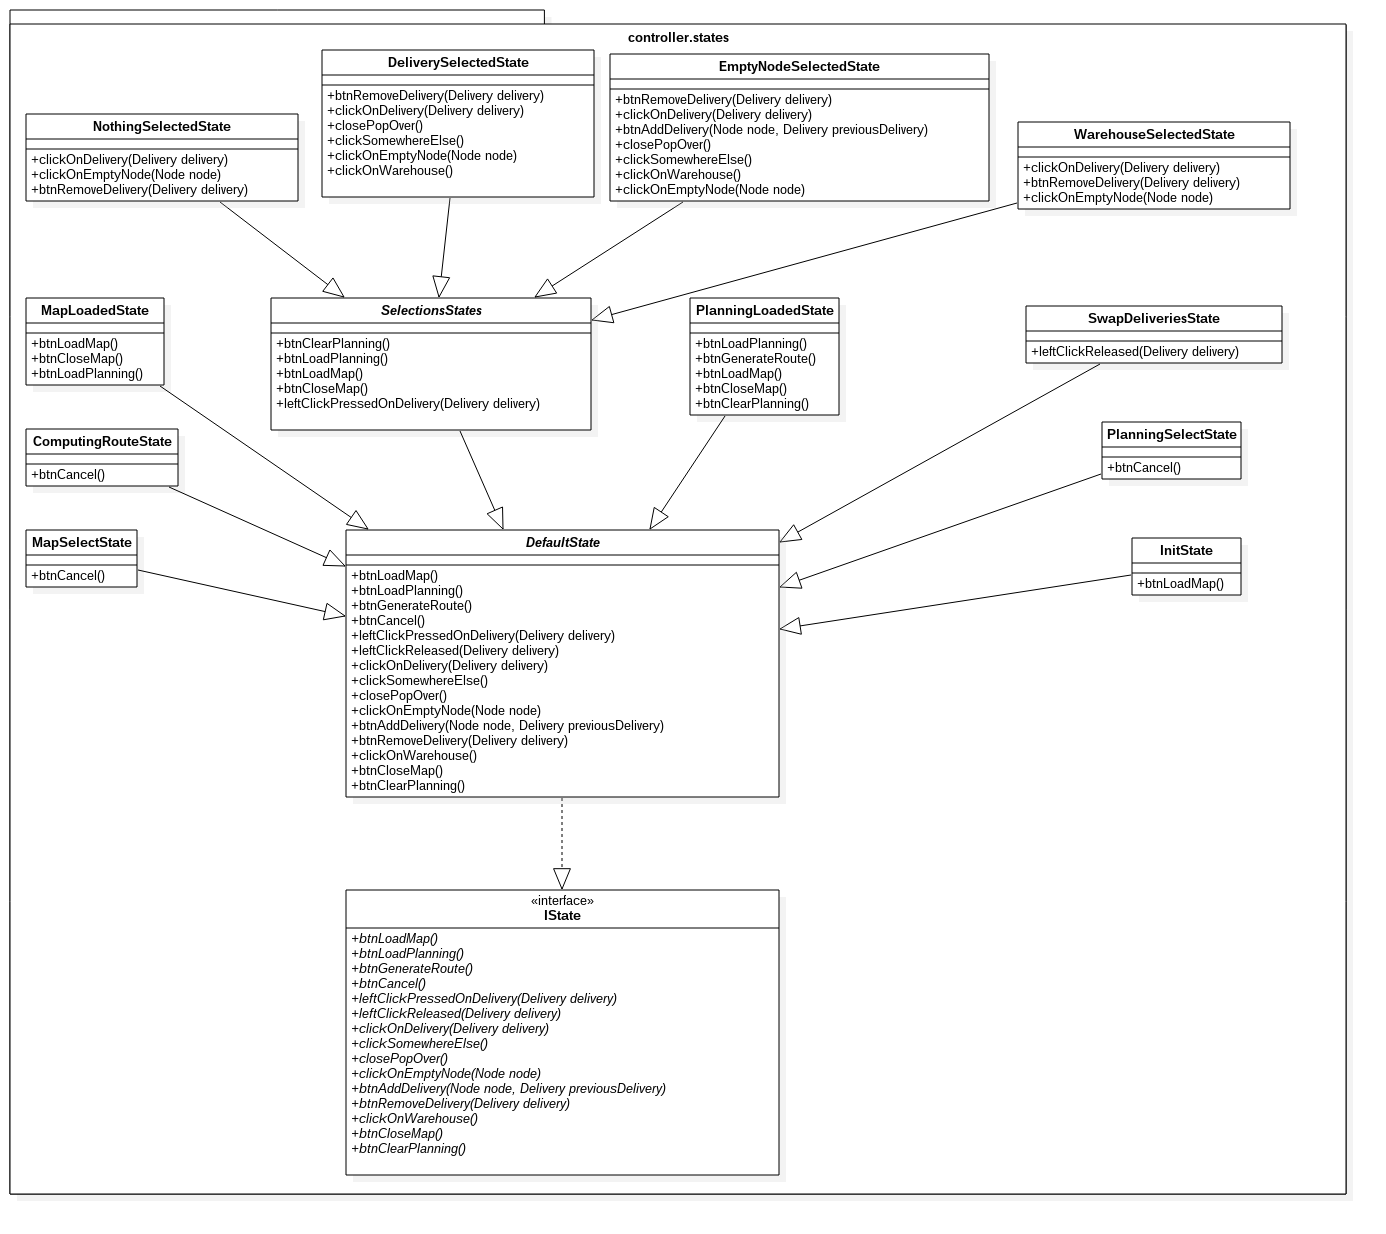 controller.states
DeliverySelectedState
+btnRemoveDelivery(Delivery delivery)
+clickOnDelivery(Delivery delivery)
+closePopOver()
+clickSomewhereElse()
+clickOnEmptyNode(Node node)
+clickOnWarehouse()
EmptyNodeSelectedState
+btnRemoveDelivery(Delivery delivery)
+clickOnDelivery(Delivery delivery)
+btnAddDelivery(Node node, Delivery previousDelivery)
+closePopOver()
+clickSomewhereElse()
+clickOnWarehouse()
+clickOnEmptyNode(Node node)
NothingSelectedState
+clickOnDelivery(Delivery delivery)
+clickOnEmptyNode(Node node)
+btnRemoveDelivery(Delivery delivery)
WarehouseSelectedState
+clickOnDelivery(Delivery delivery)
+btnRemoveDelivery(Delivery delivery)
+clickOnEmptyNode(Node node)
MapLoadedState
+btnLoadMap()
+btnCloseMap()
+btnLoadPlanning()
SelectionsStates
+btnClearPlanning()
+btnLoadPlanning()
+btnLoadMap()
+btnCloseMap()
+leftClickPressedOnDelivery(Delivery delivery)
PlanningLoadedState
+btnLoadPlanning()
+btnGenerateRoute()
+btnLoadMap()
+btnCloseMap()
+btnClearPlanning()
SwapDeliveriesState
+leftClickReleased(Delivery delivery)
ComputingRouteState
+btnCancel()
PlanningSelectState
+btnCancel()
MapSelectState
+btnCancel()
InitState
+btnLoadMap()
DefaultState
+btnLoadMap()
+btnLoadPlanning()
+btnGenerateRoute()
+btnCancel()
+leftClickPressedOnDelivery(Delivery delivery)
+leftClickReleased(Delivery delivery)
+clickOnDelivery(Delivery delivery)
+clickSomewhereElse()
+closePopOver()
+clickOnEmptyNode(Node node)
+btnAddDelivery(Node node, Delivery previousDelivery)
+btnRemoveDelivery(Delivery delivery)
+clickOnWarehouse()
+btnCloseMap()
+btnClearPlanning()
«interface»
IState
+btnLoadMap()
+btnLoadPlanning()
+btnGenerateRoute()
+btnCancel()
+leftClickPressedOnDelivery(Delivery delivery)
+leftClickReleased(Delivery delivery)
+clickOnDelivery(Delivery delivery)
+clickSomewhereElse()
+closePopOver()
+clickOnEmptyNode(Node node)
+btnAddDelivery(Node node, Delivery previousDelivery)
+btnRemoveDelivery(Delivery delivery)
+clickOnWarehouse()
+btnCloseMap()
+btnClearPlanning()